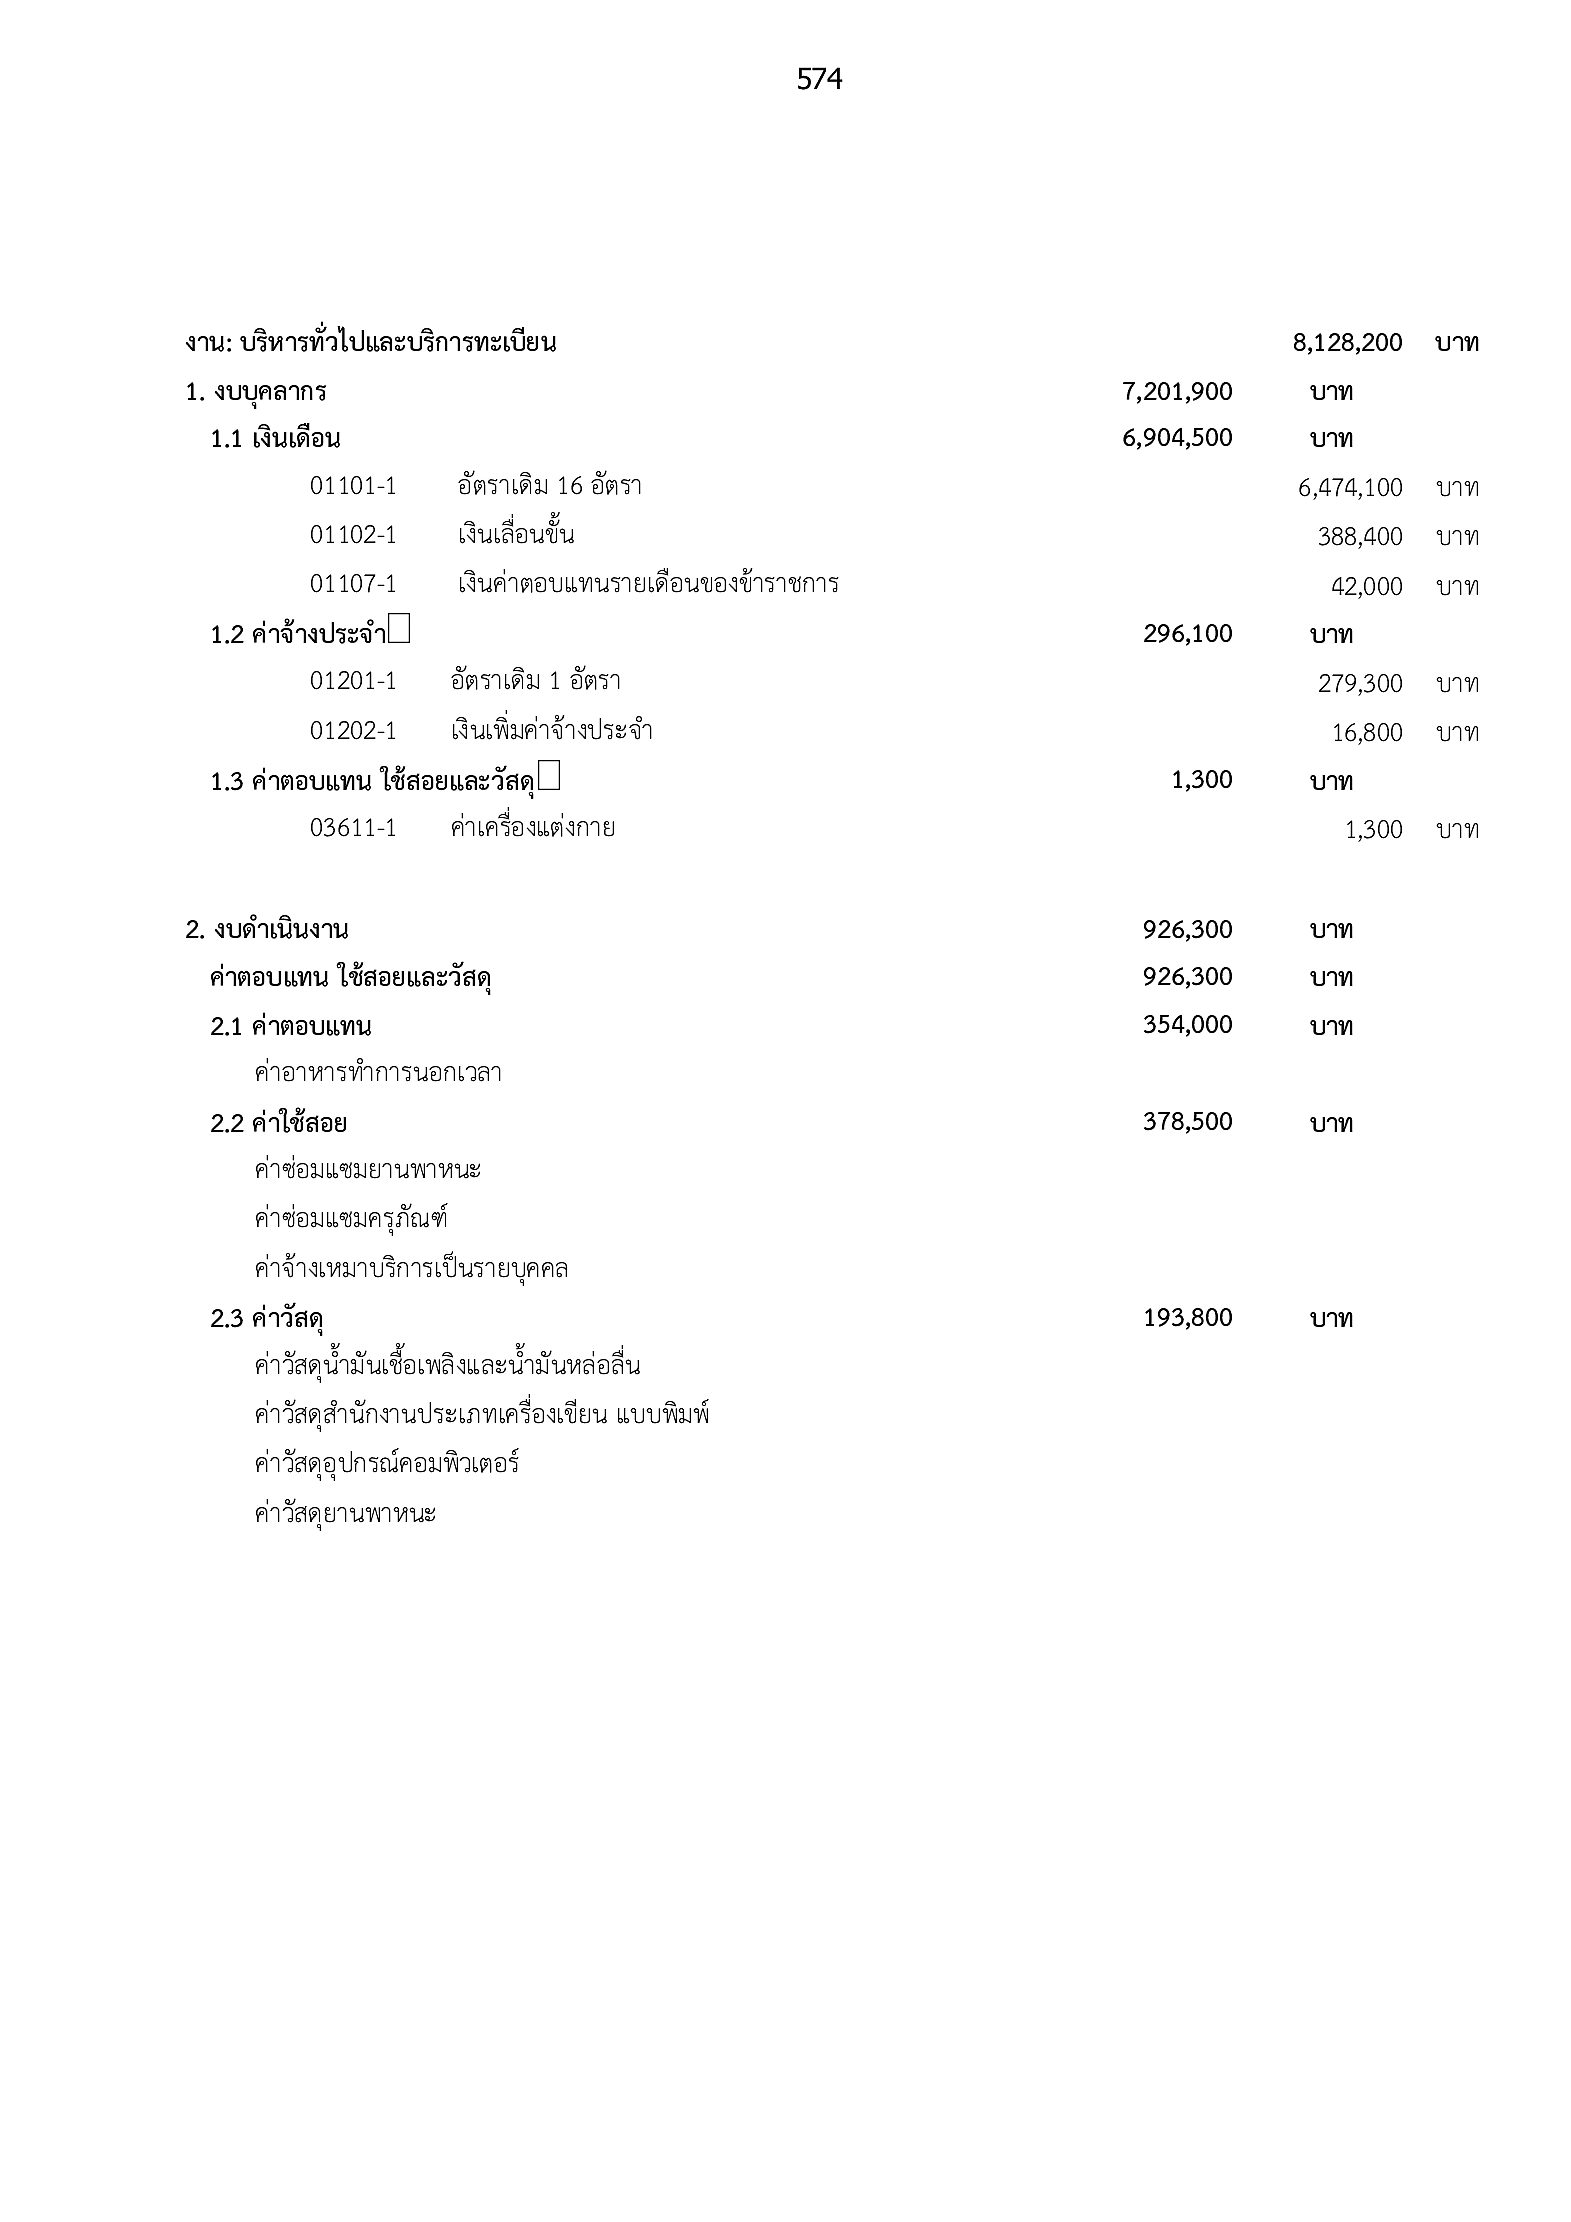 574
งาน: บริหารทั่วไปและบริการทะเบียน 8,128,200 บาท
1. งบบุคลากร 7,201,900 บาท
1.1 เงินเดือน 6,904,500 บาท
01101-1 อัตราเดิม 16 อัตรา 6,474,100 บาท
01102-1 เงินเลื่อนขั้น 388,400 บาท
01107-1 เงินค่าตอบแทนรายเดือนของข้าราชการ 42,000 บาท
1.2 ค่าจ้างประจำ 296,100 บาท
01201-1 อัตราเดิม 1 อัตรา 279,300 บาท
01202-1 เงินเพิ่มค่าจ้างประจำ 16,800 บาท
1.3 ค่าตอบแทน ใช้สอยและวัสดุ 1,300 บาท
03611-1 ค่าเครื่องแต่งกาย 1,300 บาท
2. งบดำเนินงาน 926,300 บาท
ค่าตอบแทน ใช้สอยและวัสดุ 926,300 บาท
2.1 ค่าตอบแทน 354,000 บาท
ค่าอาหารทำการนอกเวลา
2.2 ค่าใช้สอย 378,500 บาท
ค่าซ่อมแซมยานพาหนะ
ค่าซ่อมแซมครุภัณฑ์
ค่าจ้างเหมาบริการเป็นรายบุคคล
2.3 ค่าวัสดุ 193,800 บาท
ค่าวัสดุน้ำมันเชื้อเพลิงและน้ำมันหล่อลื่น
ค่าวัสดุสำนักงานประเภทเครื่องเขียน แบบพิมพ์
ค่าวัสดุอุปกรณ์คอมพิวเตอร์
ค่าวัสดุยานพาหนะ